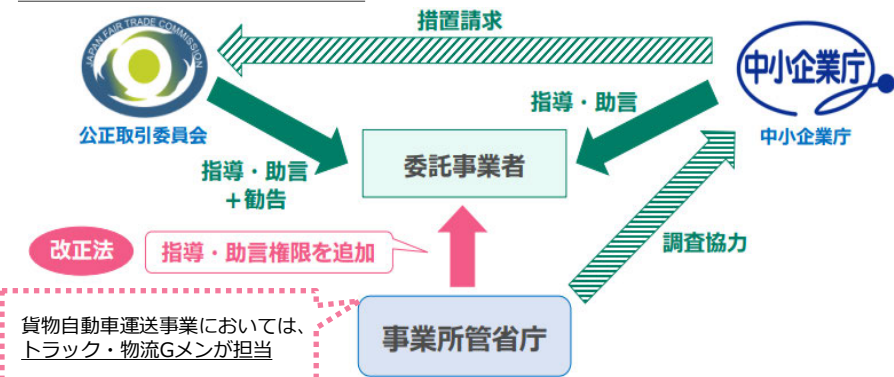 措置請求
JAPAN FAIR TRADE COMMISSION
中小企業庁
公正取引委員会
指導・助言
中小企業庁
指導・助言
＋勧告
委託事業者
改正法
指導・助言権限を追加
調査協力
貨物自動車運送事業においては、
トラック・物流Gメンが担当
事業所管省庁